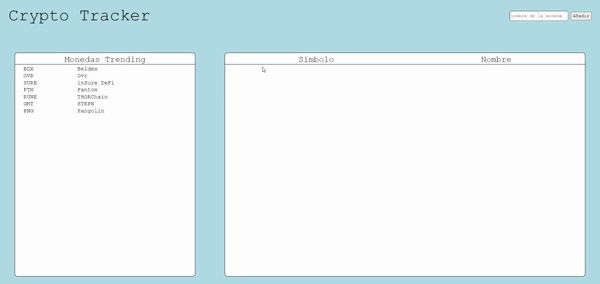 Crypto Tracker
nombre de la moneda Añadir
Monedas Trending
BDX Beldex
OVR Ovr
SURE inSure DeFi
FTM Fantom
RUNE THORChain
GMT STEPN
PNG Pangolin
Símbolo Nombre